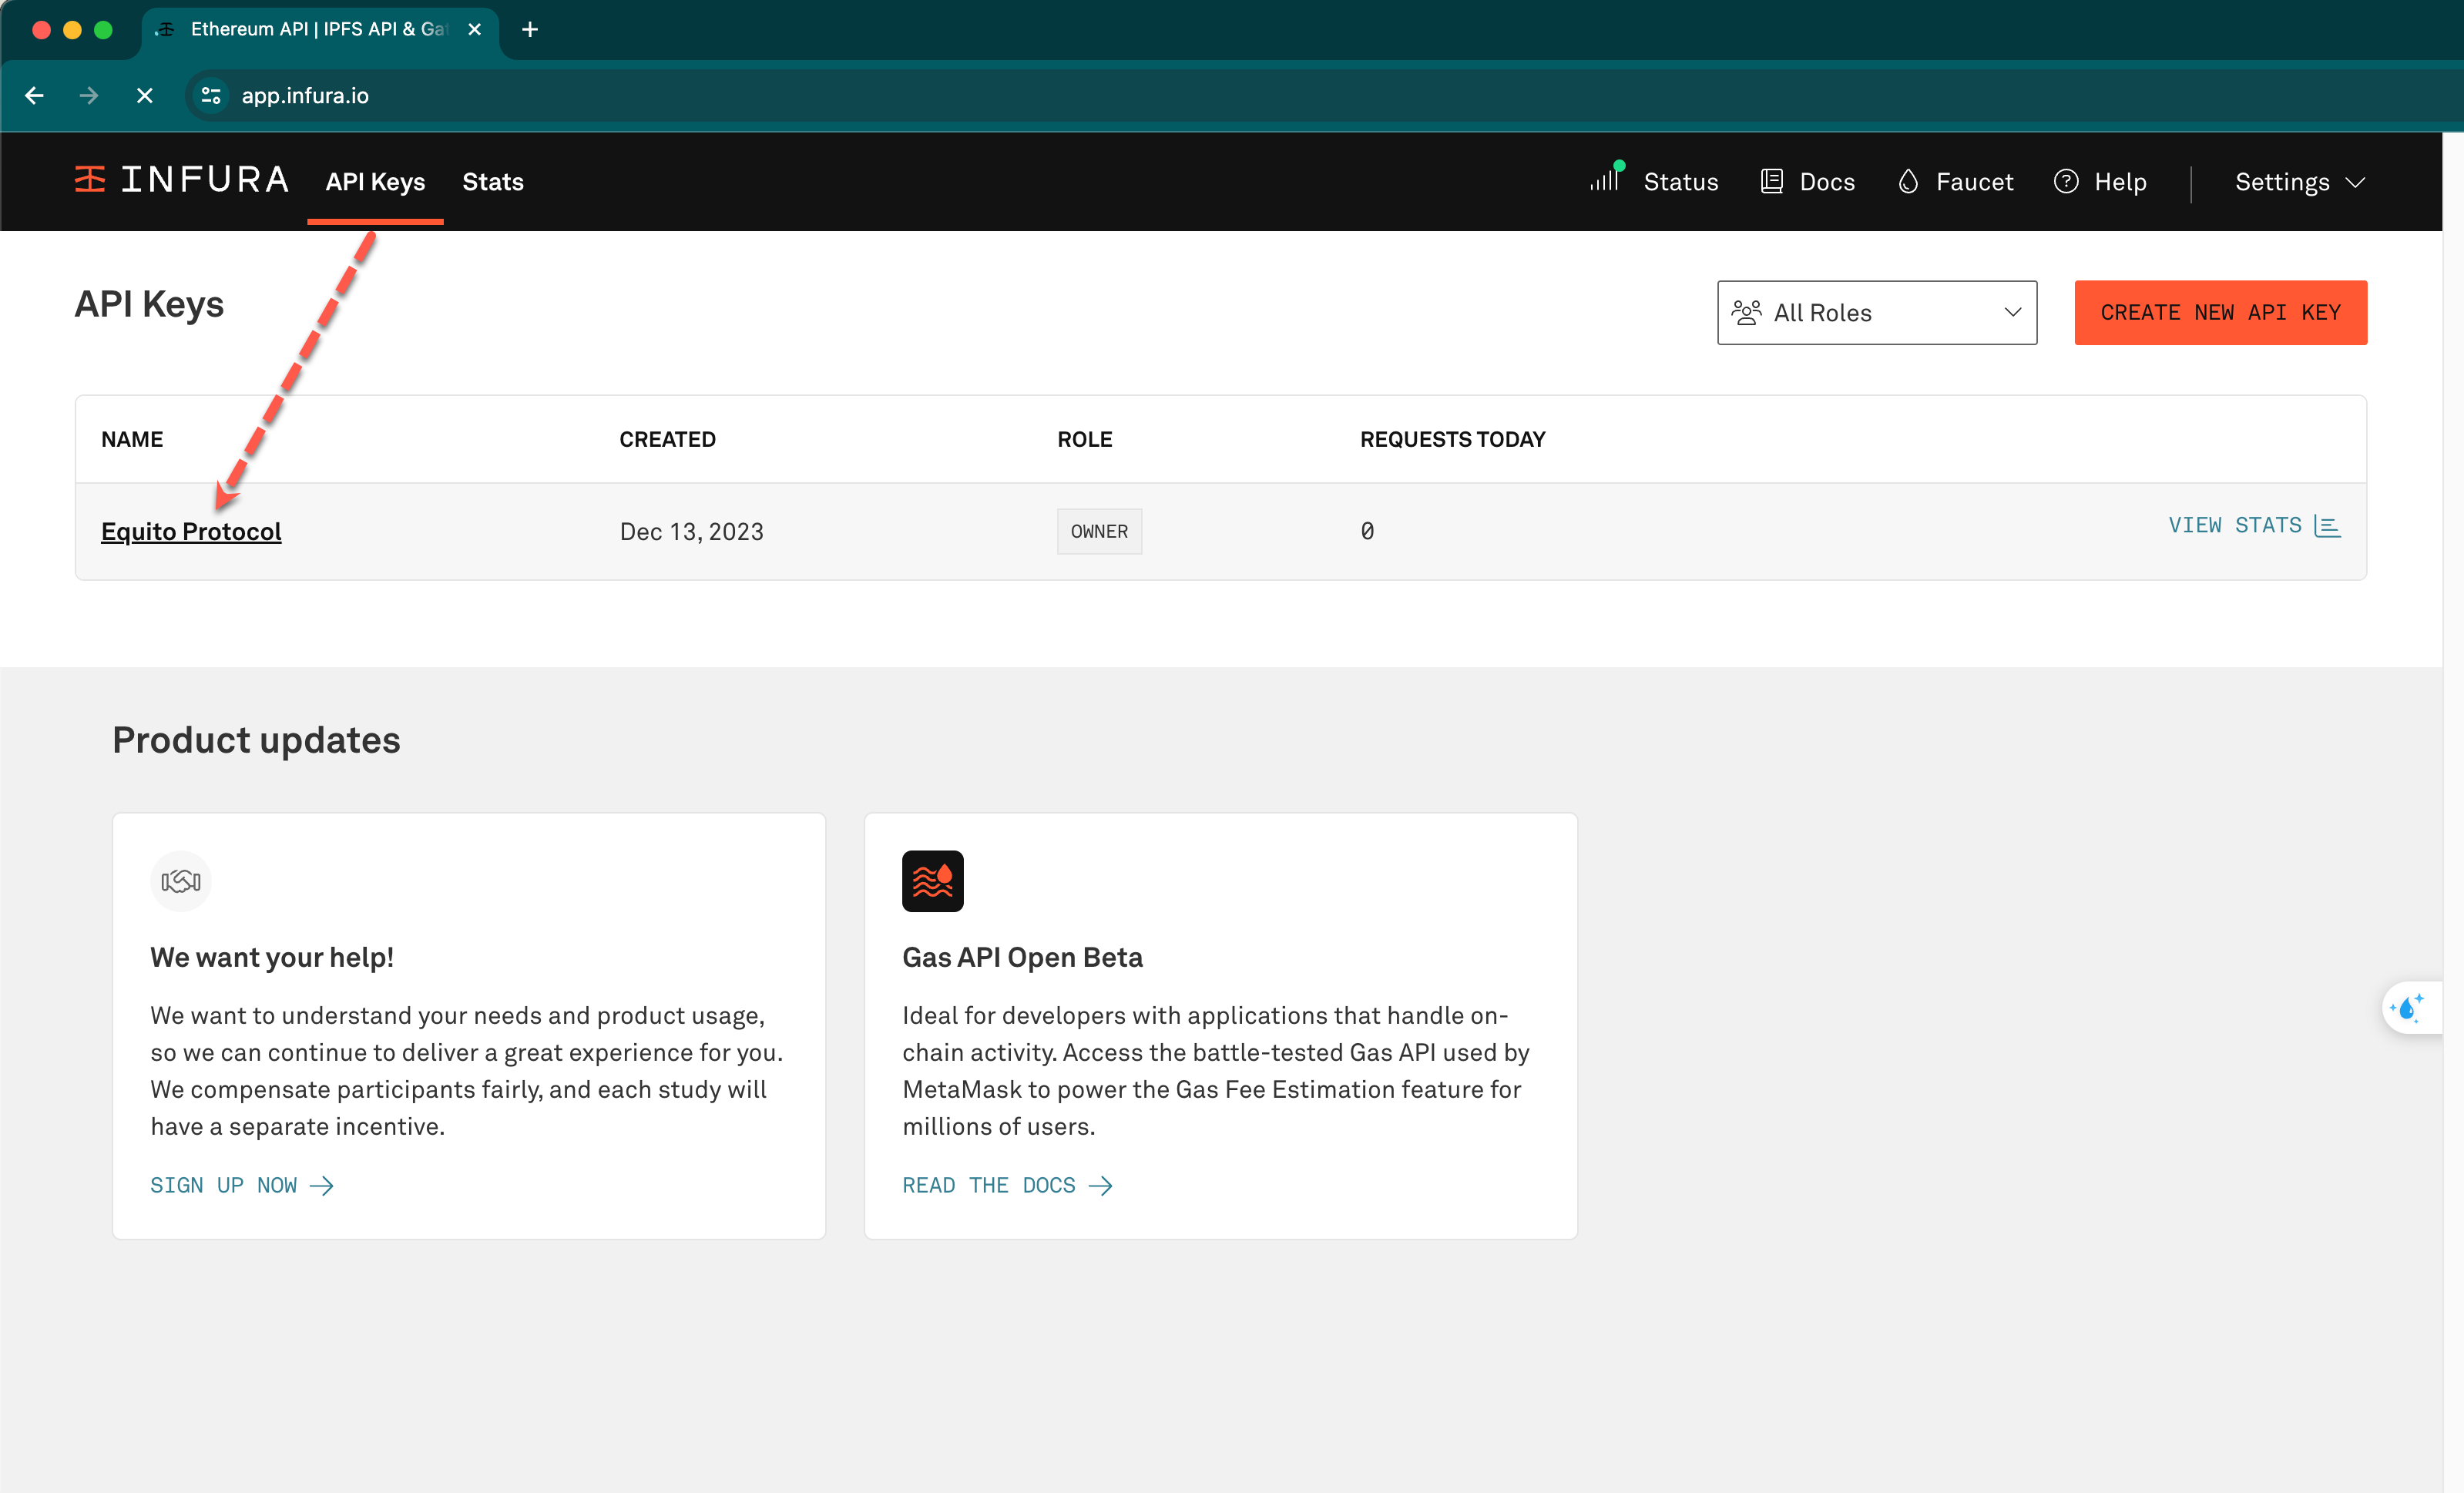 Ethereum API | IPFS API & Ga
app.infura.io
INFURA API Keys Stats Status Docs Faucet Help Settings
API Keys
All Roles
CREATE NEW API KEY
NAME CREATED ROLE REQUESTS TODAY
Equito Protocol Dec 13, 2023 OWNER 0 VIEW STATS
Product updates
We want your help!
We want to understand your needs and product usage,
so we can continue to deliver a great experience for you.
We compensate participants fairly, and each study will
have a separate incentive.
SIGN UP NOW
Gas API Open Beta
Ideal for developers with applications that handle on-
chain activity. Access the battle-tested Gas API used by
MetaMask to power the Gas Fee Estimation feature for
millions of users.
READ THE DOCS